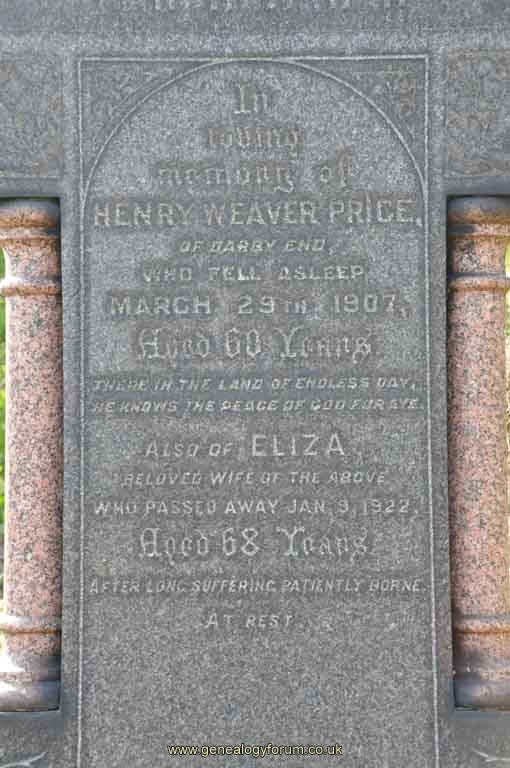 In
loving
memory of
HENRY WEAVER PRICE,
OF DARBY END,
WHO FELL ASLEEP
MARCH 29TH, 1907,
Aged 60 Years.
THERE IN THE LAND OF ENDLESS DAY,
HE KNOWS THE PEACE OF GOD FOR AYE.
ALSO OF ELIZA,
BELOVED WIFE OF THE ABOVE
WHO PASSED AWAY JAN. 9, 1922,
Aged 68 Years.
AFTER LONG SUFFERING PATIENTLY BORNE.
AT REST.
www.genealogyforum.co.uk